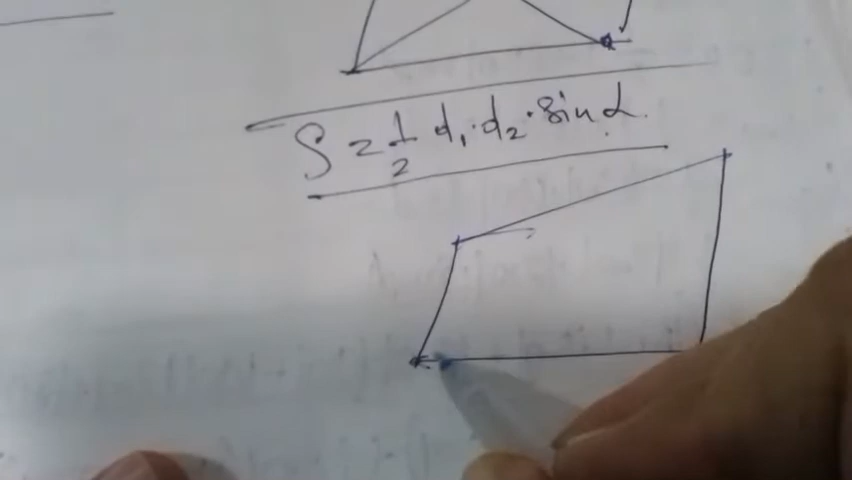 S = 1/2 d₁·d₂·sin α.